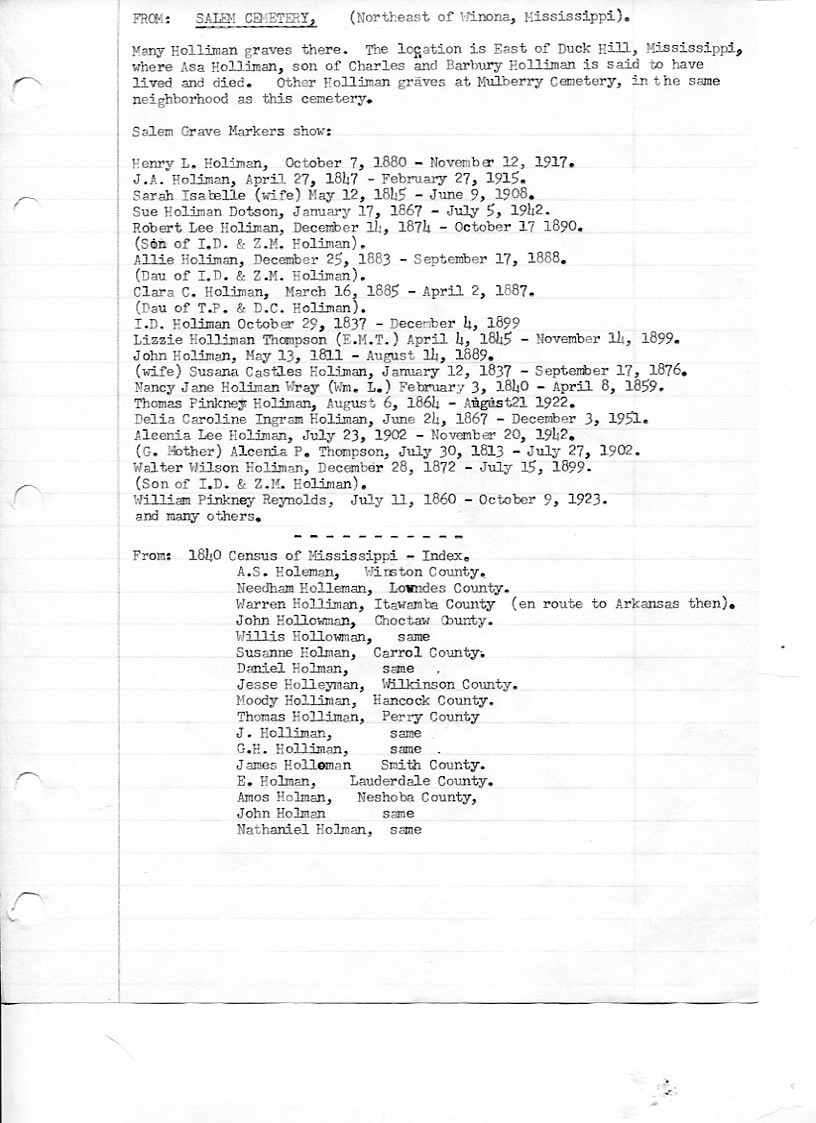 FROM: SALEM CEMETERY, (Northeast of Winona, Mississippi).
Many Holliman graves there. The location is East of Duck Hill, Mississippi,
where Asa Holliman, son of Charles and Barbury Holliman is said to have
lived and died. Other Holliman graves at Mulberry Cemetery, in the same
neighborhood as this cemetery.
Salem Grave Markers show:
Henry L. Holiman, October 7, 1880 - November 12, 1917.
J.A. Holiman, April 27, 1847 - February 27, 1915.
Sarah Isabelle (wife) May 12, 1845 - June 9, 1908.
Sue Holiman Dotson, January 17, 1867 - July 5, 1942.
Robert Lee Holiman, December 14, 1874 - October 17 1890.
(Son of I.D. & Z.M. Holiman).
Allie Holiman, December 25, 1883 - September 17, 1888.
(Dau of I.D. & Z.M. Holiman).
Clara C. Holiman, March 16, 1885 - April 2, 1887.
(Dau of T.P. & D.C. Holiman).
I.D. Holiman October 29, 1837 - December 4, 1899
Lizzie Holliman Thompson (E.M.T.) April 4, 1845 - November 14, 1899.
John Holiman, May 13, 1811 - August 14, 1889.
(wife) Susana Castles Holiman, January 12, 1837 - September 17, 1876.
Nancy Jane Holiman Wray (Wm. L.) February 3, 1840 - April 8, 1859.
Thomas Pinkney Holiman, August 6, 1864 - August21 1922.
Delia Caroline Ingram Holiman, June 24, 1867 - December 3, 1951.
Alcenia Lee Holiman, July 23, 1902 - November 20, 1942.
(G. Mother) Alcenia P. Thompson, July 30, 1813 - July 27, 1902.
Walter Wilson Holiman, December 28, 1872 - July 15, 1899.
(Son of I.D. & Z.M. Holiman).
William Pinkney Reynolds, July 11, 1860 - October 9, 1923.
and many others.
- - - - - - - - - - -
From: 1840 Census of Mississippi - Index.
A.S. Holeman, Winston County.
Needham Holleman, Lowndes County.
Warren Holliman, Itawamba County (en route to Arkansas then).
John Hollowman, Choctaw County.
Willis Hollowman, same
Susanne Holman, Carrol County.
Daniel Holman, same .
Jesse Holleyman, Wilkinson County.
Moody Holliman, Hancock County.
Thomas Holliman, Perry County
J. Holliman, same .
G.H. Holliman, same .
James Holloman Smith County.
E. Holman, Lauderdale County.
Amos Holman, Neshoba County,
John Holman same
Nathaniel Holman, same